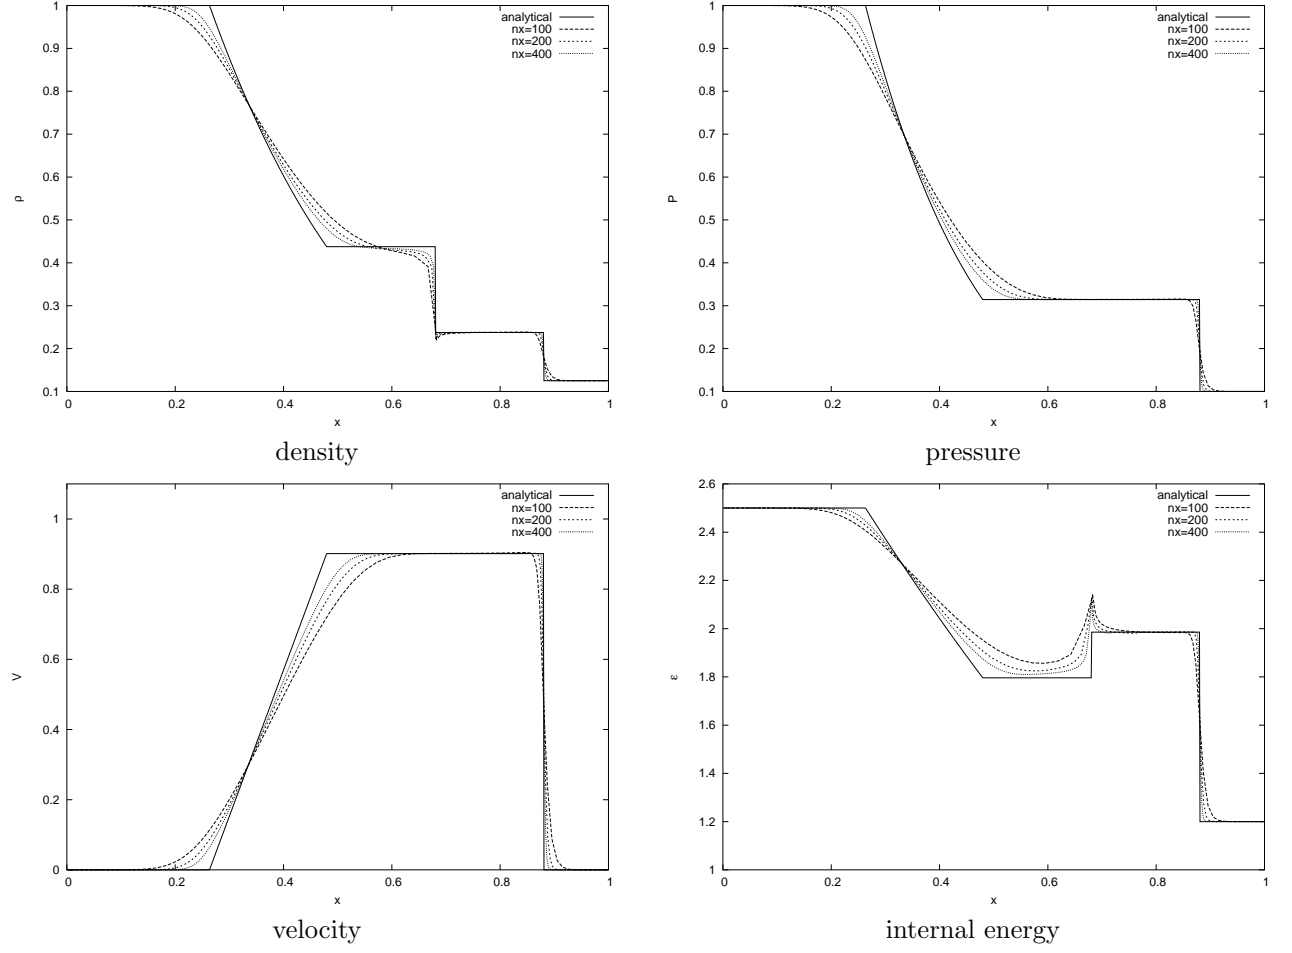 analytical
nx=100
nx=200
nx=400
1
0.9
0.8
0.7
0.6
0.5
0.4
0.3
0.2
0.1
ρ
0 0.2 0.4 0.6 0.8 1
x
density
analytical
nx=100
nx=200
nx=400
1
0.9
0.8
0.7
0.6
0.5
0.4
0.3
0.2
0.1
P
0 0.2 0.4 0.6 0.8 1
x
pressure
analytical
nx=100
nx=200
nx=400
1
0.8
0.6
0.4
0.2
0
V
0 0.2 0.4 0.6 0.8 1
x
velocity
analytical
nx=100
nx=200
nx=400
2.6
2.4
2.2
2
1.8
1.6
1.4
1.2
1
ε
0 0.2 0.4 0.6 0.8 1
x
internal energy